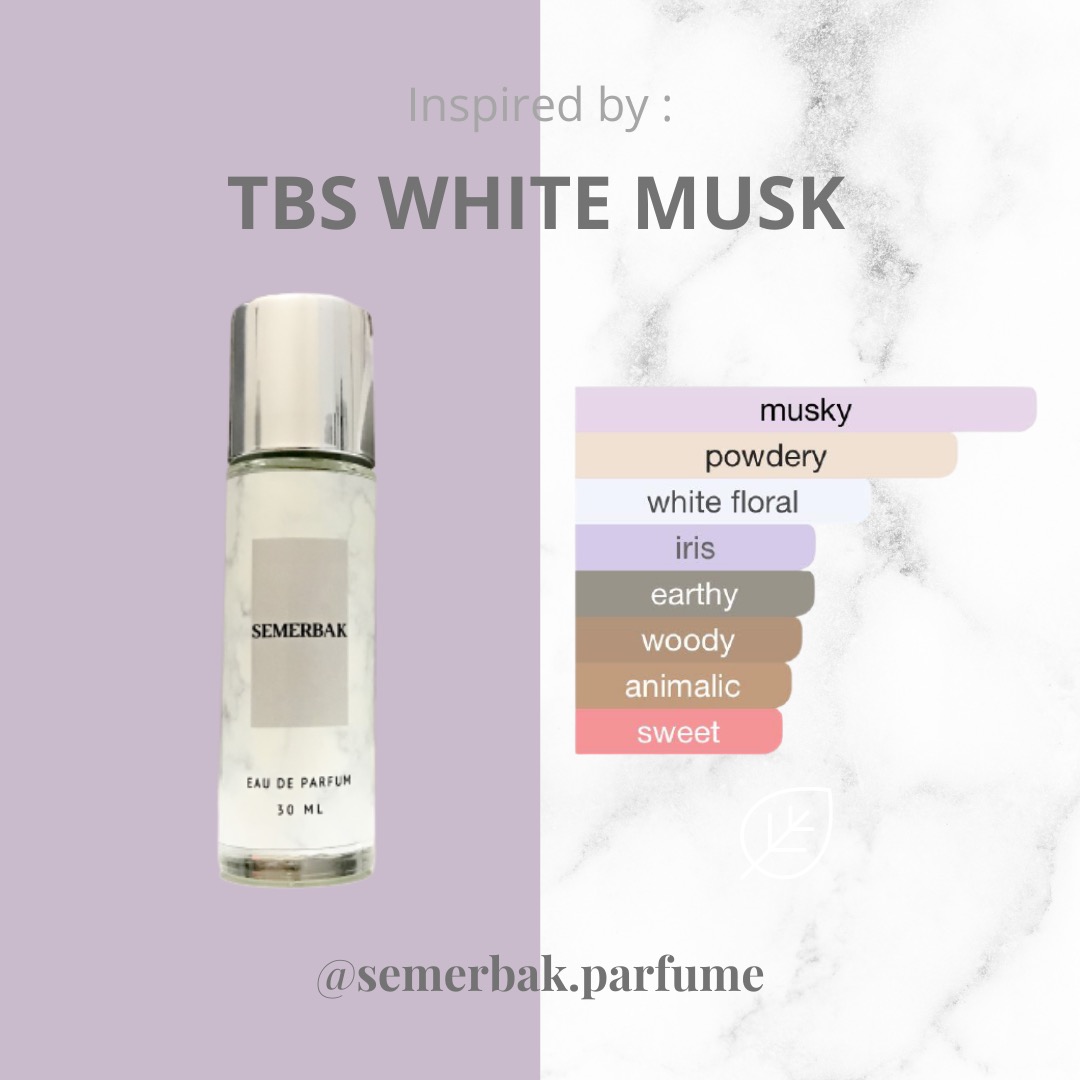 Inspired by :
TBS WHITE MUSK
SEMERBAK
EAU DE PARFUM
30 ML
musky
powdery
white floral
iris
earthy
woody
animalic
sweet
@semerbak.parfume